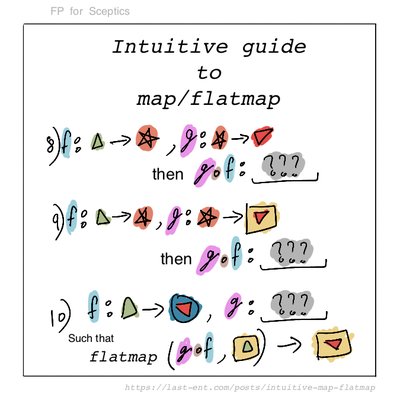 FP for Sceptics
Intuitive guide
to
map/flatmap
8) f: → , g: →
then g∘f: ???
9) f: → , g: →
then g∘f: ???
10) f: → , g: ???
Such that
flatmap (g∘f, ) →
https://last-ent.com/posts/intuitive-map-flatmap